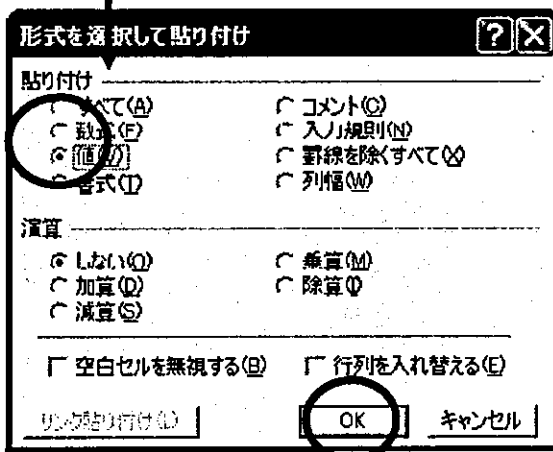 形式を選択して貼り付け
貼り付け
すべて(A) コメント(C)
数式(F) 入力規則(N)
値(V) 罫線を除くすべて(X)
書式(T) 列幅(W)
演算
しない(O) 乗算(M)
加算(D) 除算(I)
減算(S)
空白セルを無視する(B) 行列を入れ替える(E)
リンク貼り付け(L) OK キャンセル